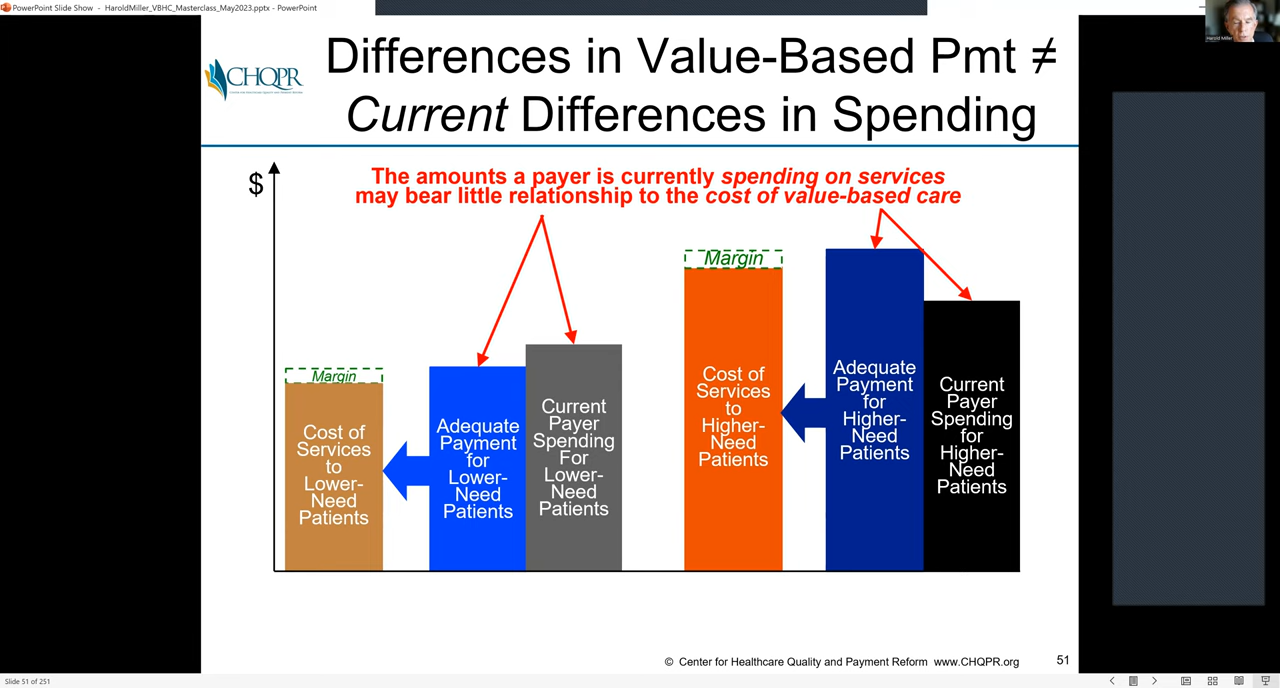 PowerPoint Slide Show - HaroldMiller_VBHC_Masterclass_May2023.pptx - PowerPoint
Harold Miller
CHQPR
Differences in Value-Based Pmt ≠
Current Differences in Spending
$
The amounts a payer is currently spending on services
may bear little relationship to the cost of value-based care
Margin
Cost of
Services
to
Lower-
Need
Patients
Adequate
Payment
for
Lower-
Need
Patients
Current
Payer
Spending
For
Lower-
Need
Patients
Margin
Cost of
Services
to
Higher-
Need
Patients
Adequate
Payment
for
Higher-
Need
Patients
Current
Payer
Spending
for
Higher-
Need
Patients
© Center for Healthcare Quality and Payment Reform www.CHQPR.org
51
Slide 51 of 251